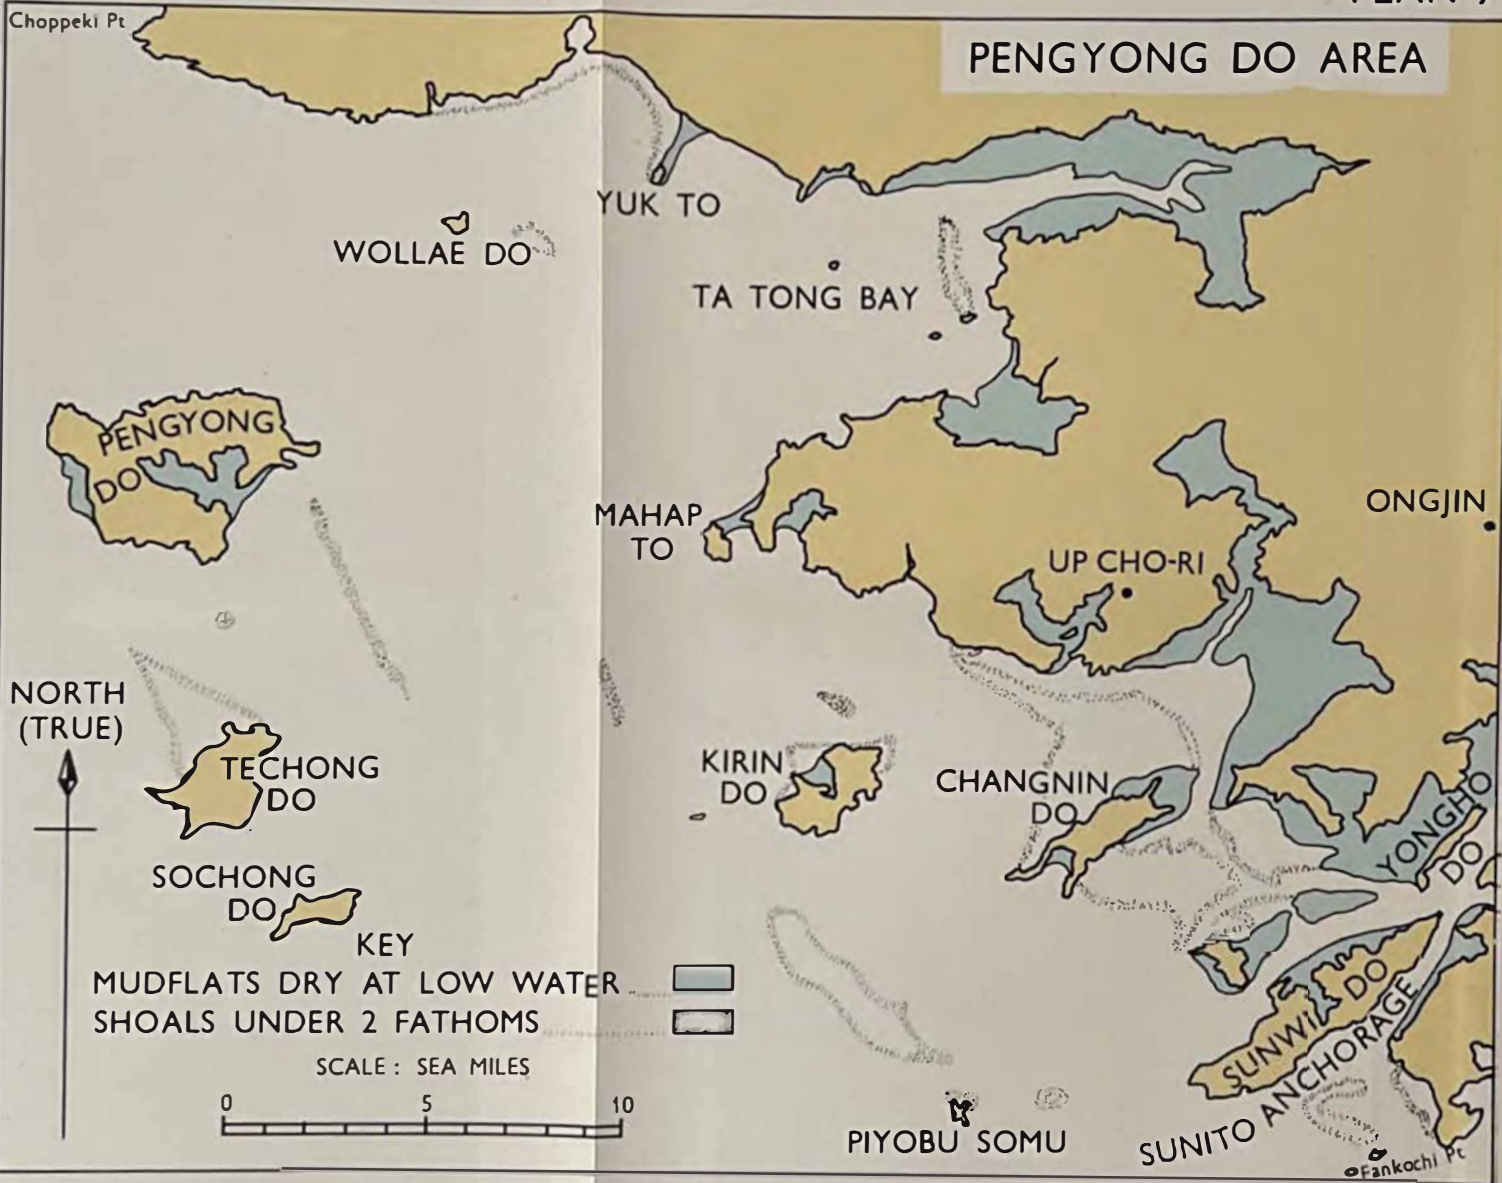 Choppeki Pt
PENGYONG DO AREA
YUK TO
WOLLAE DO
TA TONG BAY
PENGYONG
DO
MAHAP
TO
ONGJIN
UP CHO-RI
NORTH
(TRUE)
TECHONG
DO
KIRIN
DO
CHANGNIN
DO
YONGHO
DO
SOCHONG
DO
KEY
MUDFLATS DRY AT LOW WATER
SHOALS UNDER 2 FATHOMS
SCALE: SEA MILES
0 5 10
SUNWI DO
SUNITO ANCHORAGE
PIYOBU SOMU
Fankochi Pt